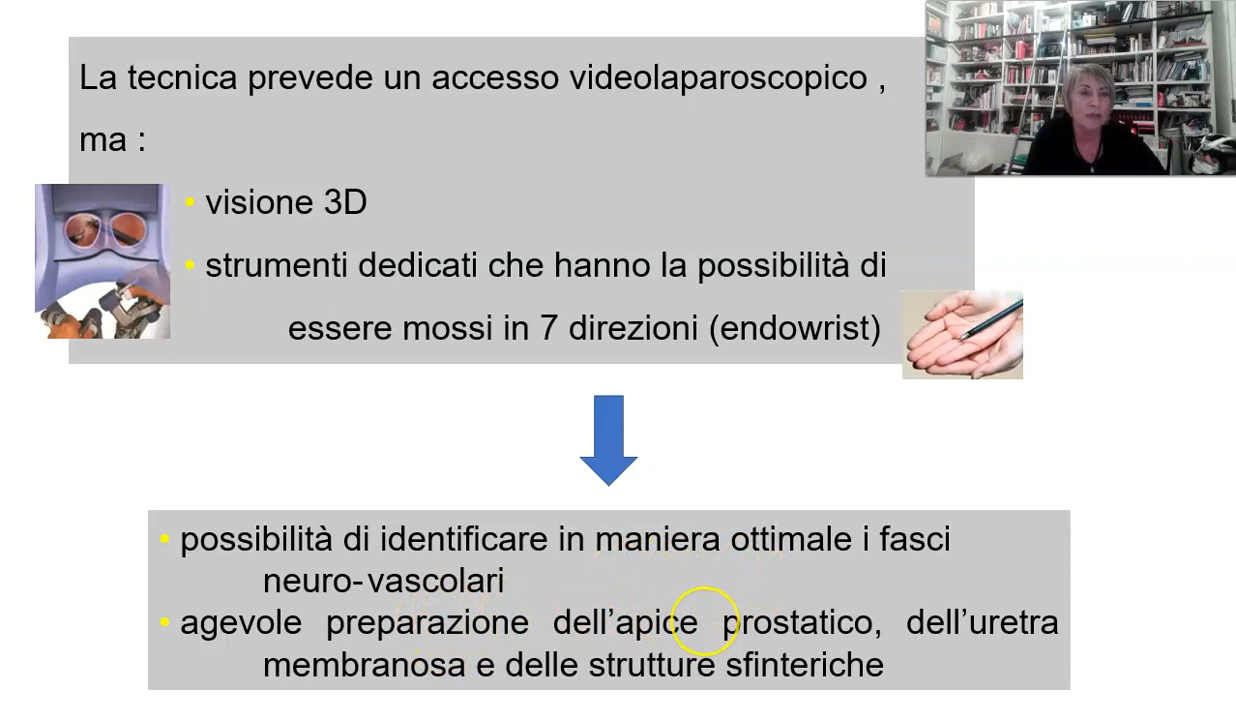 La tecnica prevede un accesso videolaparoscopico ,
ma :
• visione 3D
• strumenti dedicati che hanno la possibilità di
essere mossi in 7 direzioni (endowrist)
• possibilità di identificare in maniera ottimale i fasci
neuro-vascolari
• agevole preparazione dell’apice prostatico, dell’uretra
membranosa e delle strutture sfinteriche